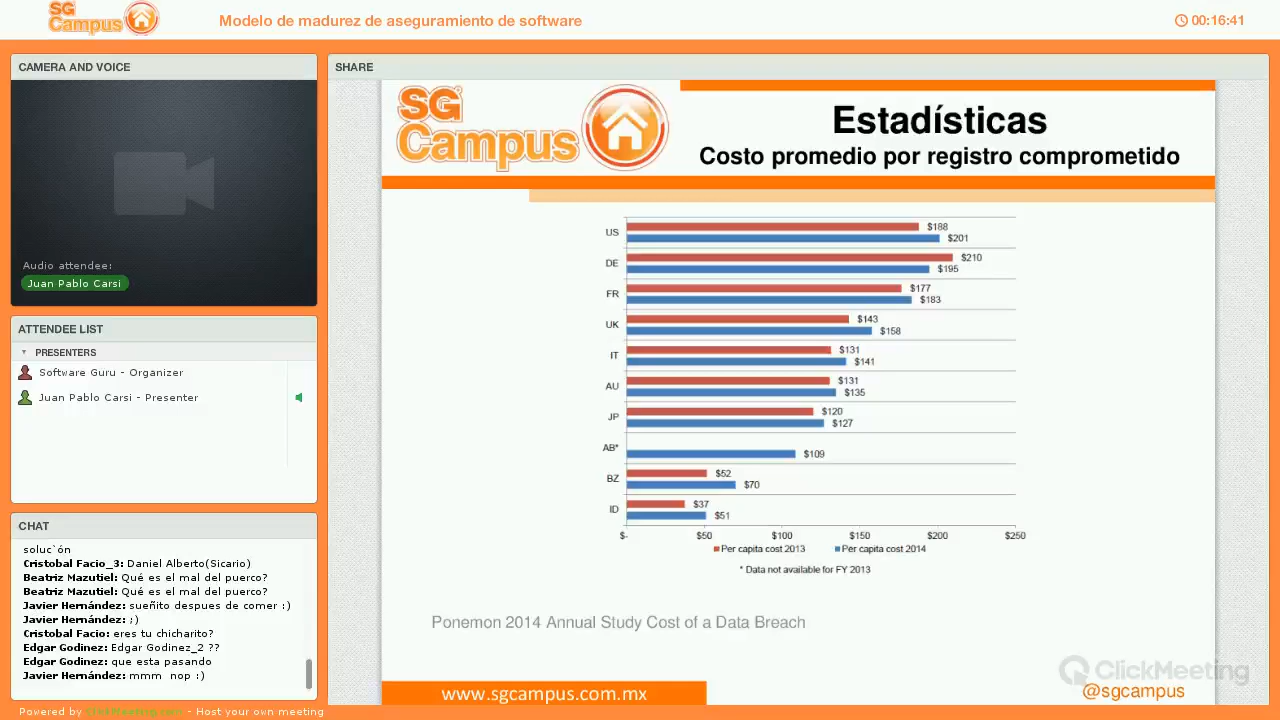 SG Campus
Modelo de madurez de aseguramiento de software
00:16:41
CAMERA AND VOICE
Audio attendee:
Juan Pablo Carsi
ATTENDEE LIST
PRESENTERS
Software Guru - Organizer
Juan Pablo Carsi - Presenter
CHAT
soluc`ón
Cristobal Facio_3: Daniel Alberto(Sicario)
Beatriz Mazutiel: Qué es el mal del puerco?
Beatriz Mazutiel: Qué es el mal del puerco?
Javier Hernández: sueñito despues de comer :)
Javier Hernández: ;)
Cristobal Facio: eres tu chicharito?
Edgar Godinez: Edgar Godinez_2 ??
Edgar Godinez: que esta pasando
Javier Hernández: mmm nop :)
Powered by ClickMeeting.com - Host your own meeting
SHARE
SG Campus
Estadísticas
Costo promedio por registro comprometido
US $188 $201
DE $210 $195
FR $177 $183
UK $143 $158
IT $131 $141
AU $131 $135
JP $120 $127
AB* $109
BZ $52 $70
ID $37 $51
$- $50 $100 $150 $200 $250
Per capita cost 2013 Per capita cost 2014
* Data not available for FY 2013
Ponemon 2014 Annual Study Cost of a Data Breach
ClickMeeting
www.sgcampus.com.mx
@sgcampus